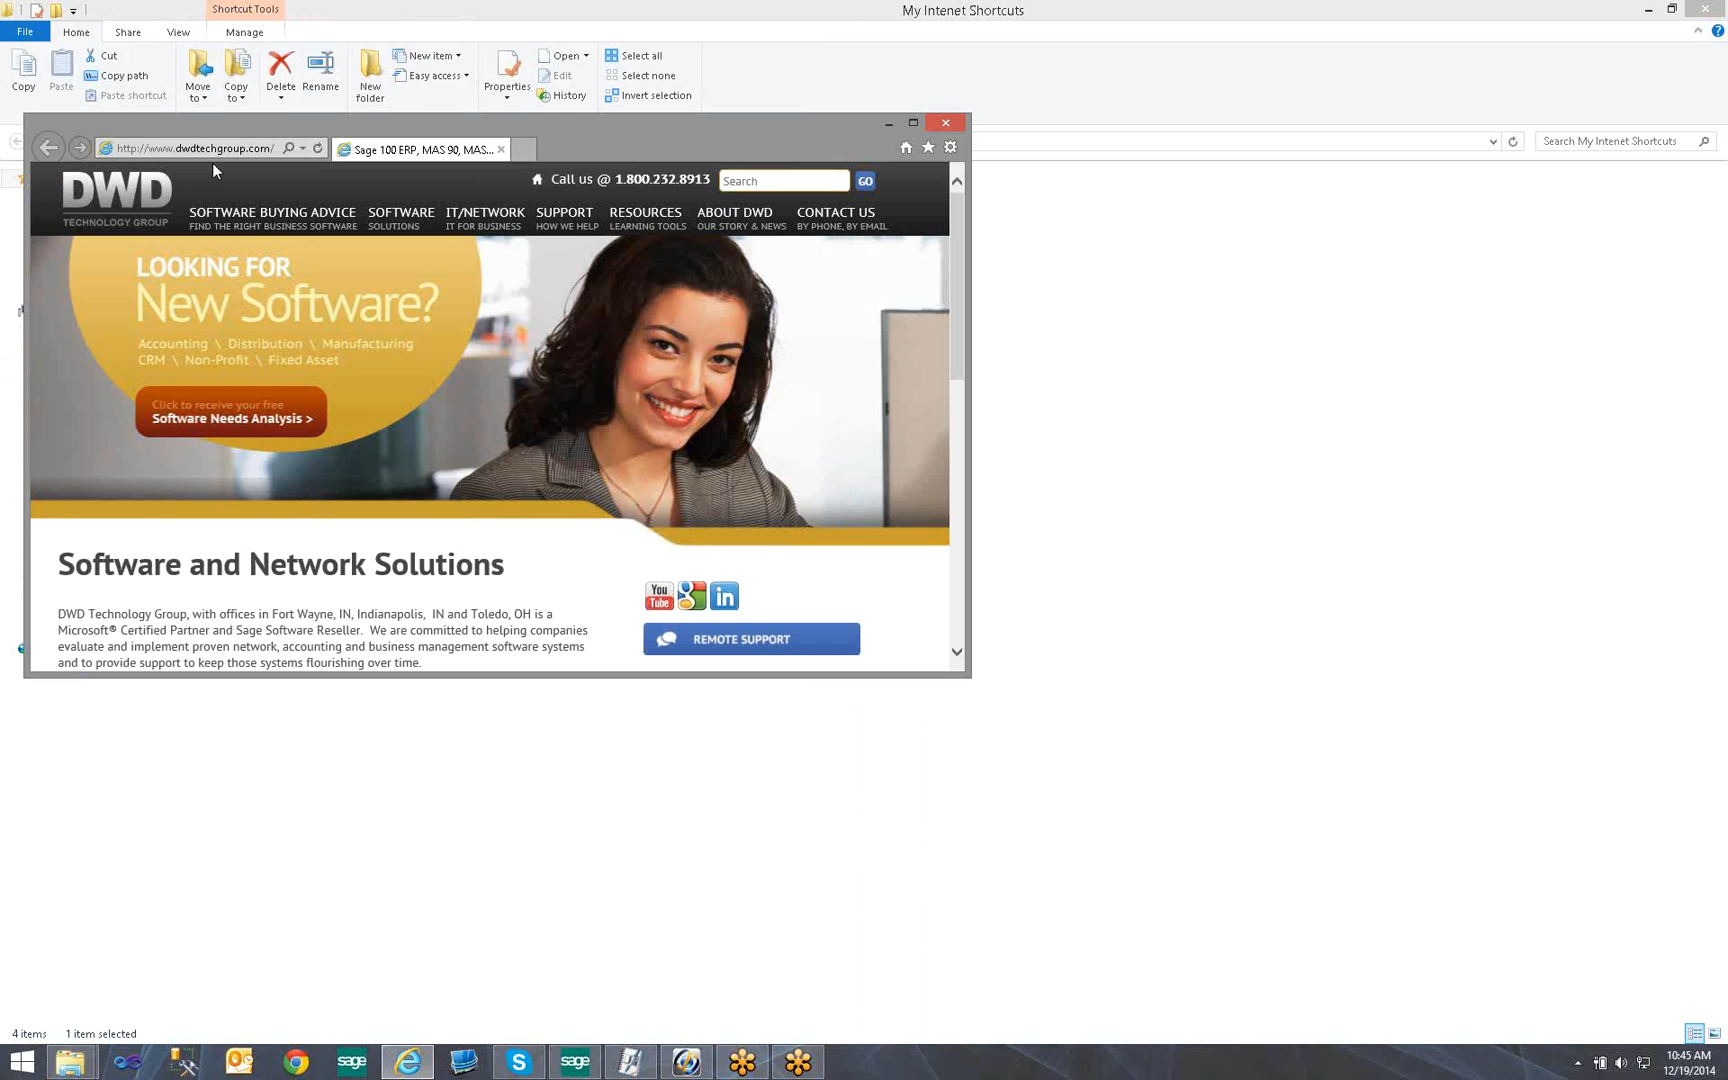 Shortcut Tools
My Intenet Shortcuts
File
Home
Share
View
Manage
Copy
Paste
Cut
Copy path
Paste shortcut
Move to
Copy to
Delete
Rename
New folder
New item
Easy access
Properties
Open
Edit
History
Select all
Select none
Invert selection
http://www.dwdtechgroup.com/
Sage 100 ERP, MAS 90, MAS...
Search My Intenet Shortcuts
DWD
TECHNOLOGY GROUP
Call us @ 1.800.232.8913
Search
GO
SOFTWARE BUYING ADVICE
FIND THE RIGHT BUSINESS SOFTWARE
SOFTWARE
SOLUTIONS
IT/NETWORK
IT FOR BUSINESS
SUPPORT
HOW WE HELP
RESOURCES
LEARNING TOOLS
ABOUT DWD
OUR STORY & NEWS
CONTACT US
BY PHONE, BY EMAIL
LOOKING FOR
New Software?
Accounting \ Distribution \ Manufacturing
CRM \ Non-Profit \ Fixed Asset
Click to receive your free
Software Needs Analysis >
Software and Network Solutions
DWD Technology Group, with offices in Fort Wayne, IN, Indianapolis, IN and Toledo, OH is a
Microsoft® Certified Partner and Sage Software Reseller. We are committed to helping companies
evaluate and implement proven network, accounting and business management software systems
and to provide support to keep those systems flourishing over time.
You
Tube
in
REMOTE SUPPORT
4 items
1 item selected
sage
sage
10:45 AM
12/19/2014